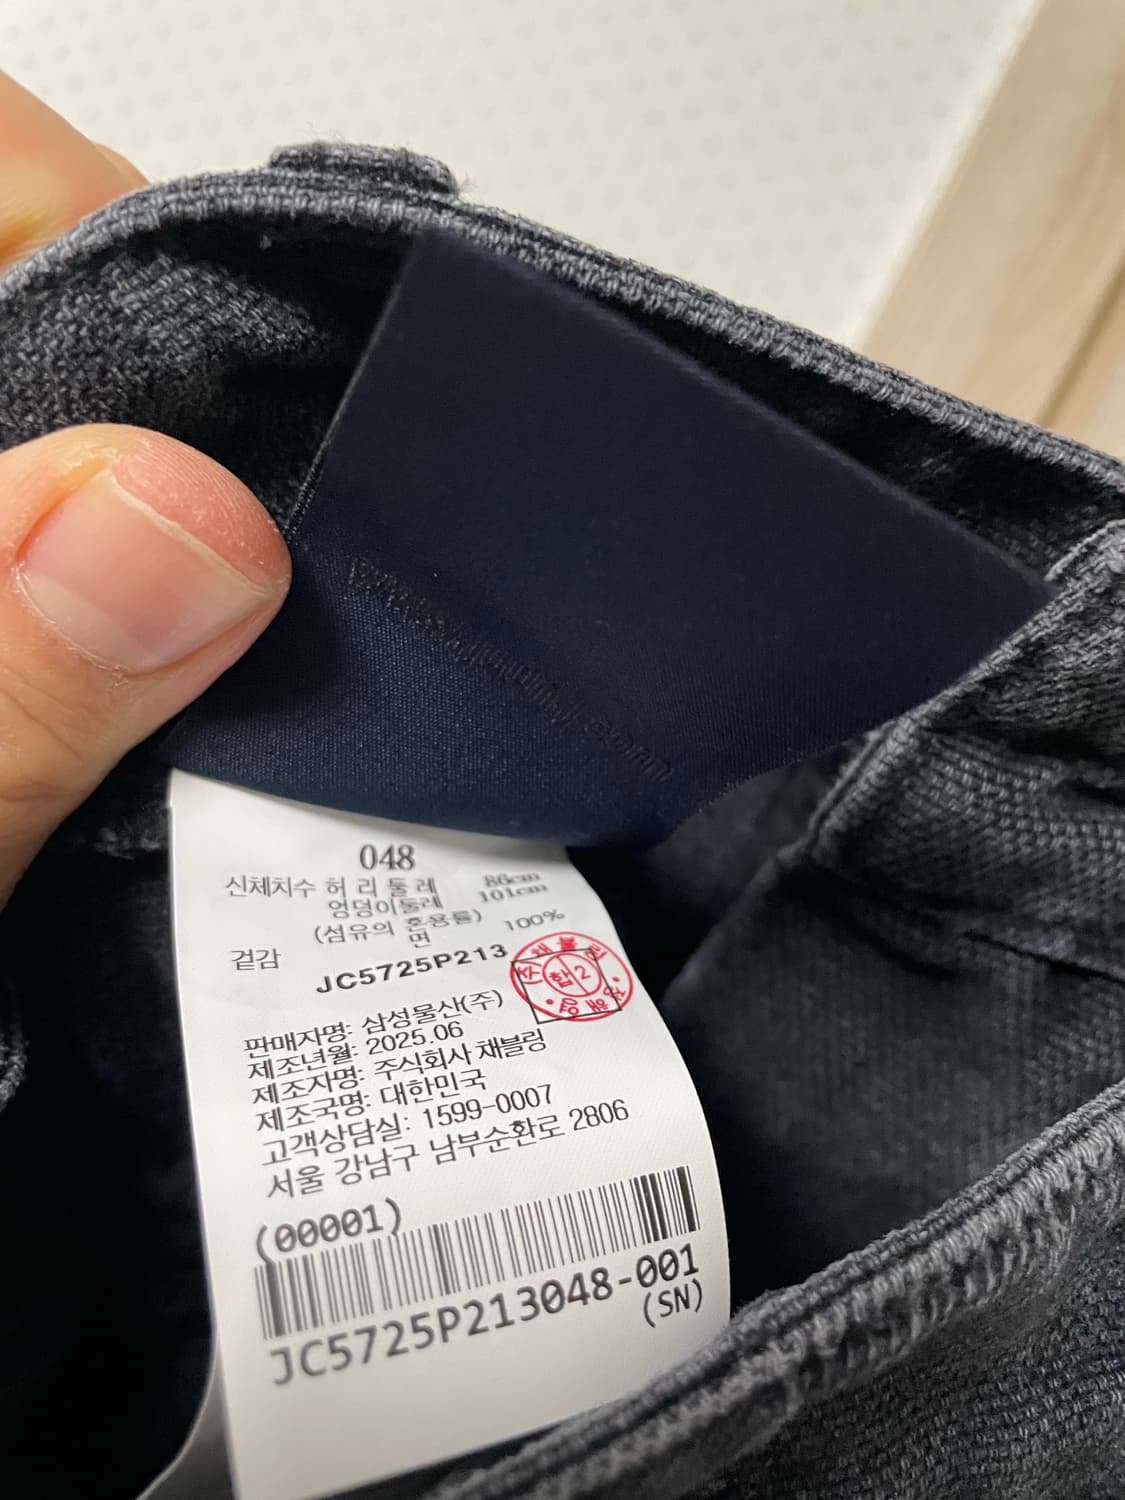 048
신체치수 허 리 둘 레 86cm
엉덩이둘레 101cm
(섬유의 혼용률)
겉감 면 100%
JC5725P213
합2
판매자명: 삼성물산(주)
제조년월: 2025.06
제조자명: 주식회사 채블링
제조국명: 대한민국
고객상담실: 1599-0007
서울 강남구 남부순환로 2806
(00001)
JC5725P213048-001
(SN)